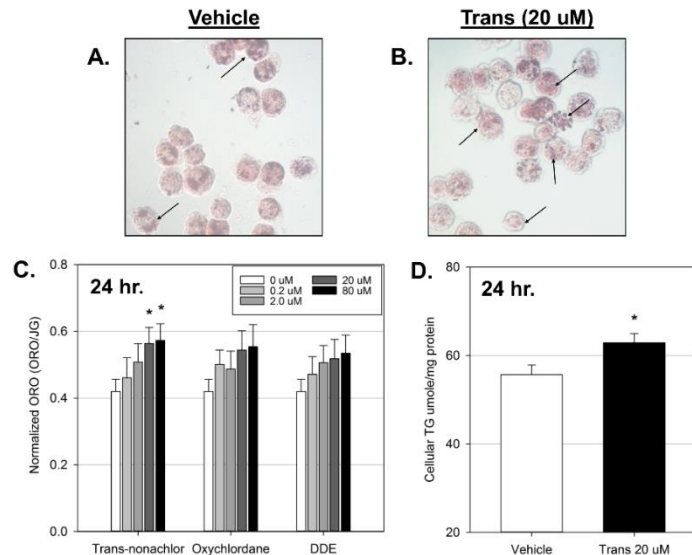 Vehicle
Trans (20 uM)
A.
B.
C.
24 hr.
0 uM
0.2 uM
2.0 uM
20 uM
80 uM
* *
0.8
0.6
0.4
0.2
0.0
Normalized ORO (ORO/JG)
Trans-nonachlor
Oxychlordane
DDE
D.
24 hr.
*
80
60
40
20
Cellular TG umole/mg protein
Vehicle
Trans 20 uM